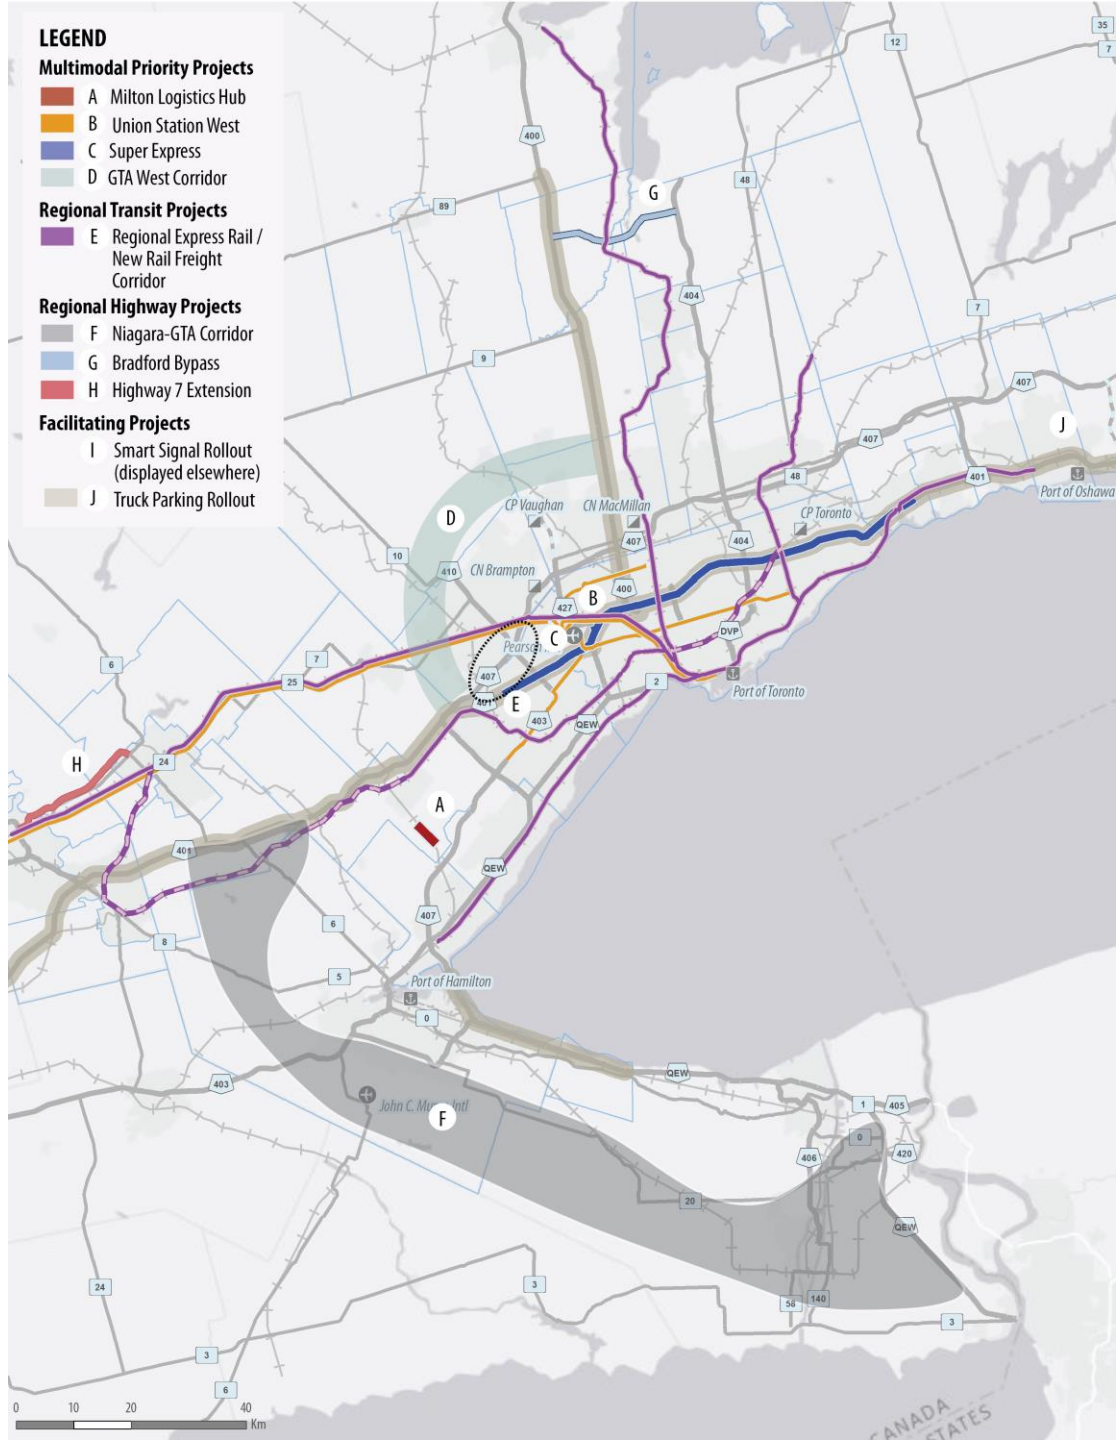 LEGEND
Multimodal Priority Projects
A Milton Logistics Hub
B Union Station West
C Super Express
D GTA West Corridor
Regional Transit Projects
E Regional Express Rail /
New Rail Freight
Corridor
Regional Highway Projects
F Niagara-GTA Corridor
G Bradford Bypass
H Highway 7 Extension
Facilitating Projects
I Smart Signal Rollout
(displayed elsewhere)
J Truck Parking Rollout
35
7
12
400
48
G
89
404
7
9
407
J
407
48
401
Port of Oshawa
D
CP Vaughan
CN MacMillan
CP Toronto
407
404
10
410
CN Brampton
400
B
427
C
Pearson
DVP
6
7
407
25
2
Port of Toronto
401
E
403
QEW
H
24
A
401
QEW
407
6
8
5
Port of Hamilton
0
QEW
403
John C. Intl
F
1
405
0
406
420
20
QEW
24
3
58
140
3
3
6
0
10
20
40
Km
CANADA
STATES